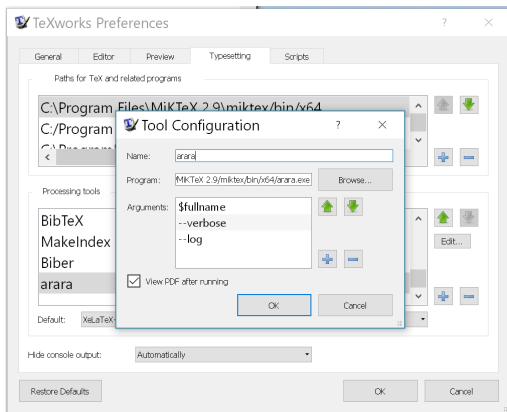 TeXworks Preferences
General Editor Preview Typesetting Scripts
Paths for TeX and related programs
C:\Program Files\MiKTeX 2.9\miktex/bin/x64
C:/Program
Tool Configuration
Name: arara
Program: MiKTeX 2.9/miktex/bin/x64/arara.exe Browse...
Arguments: $fullname
--verbose
--log
View PDF after running
OK Cancel
Processing tools
BibTeX
MakeIndex
Biber
arara
Edit...
Default: XeLaTeX
Hide console output: Automatically
Restore Defaults OK Cancel